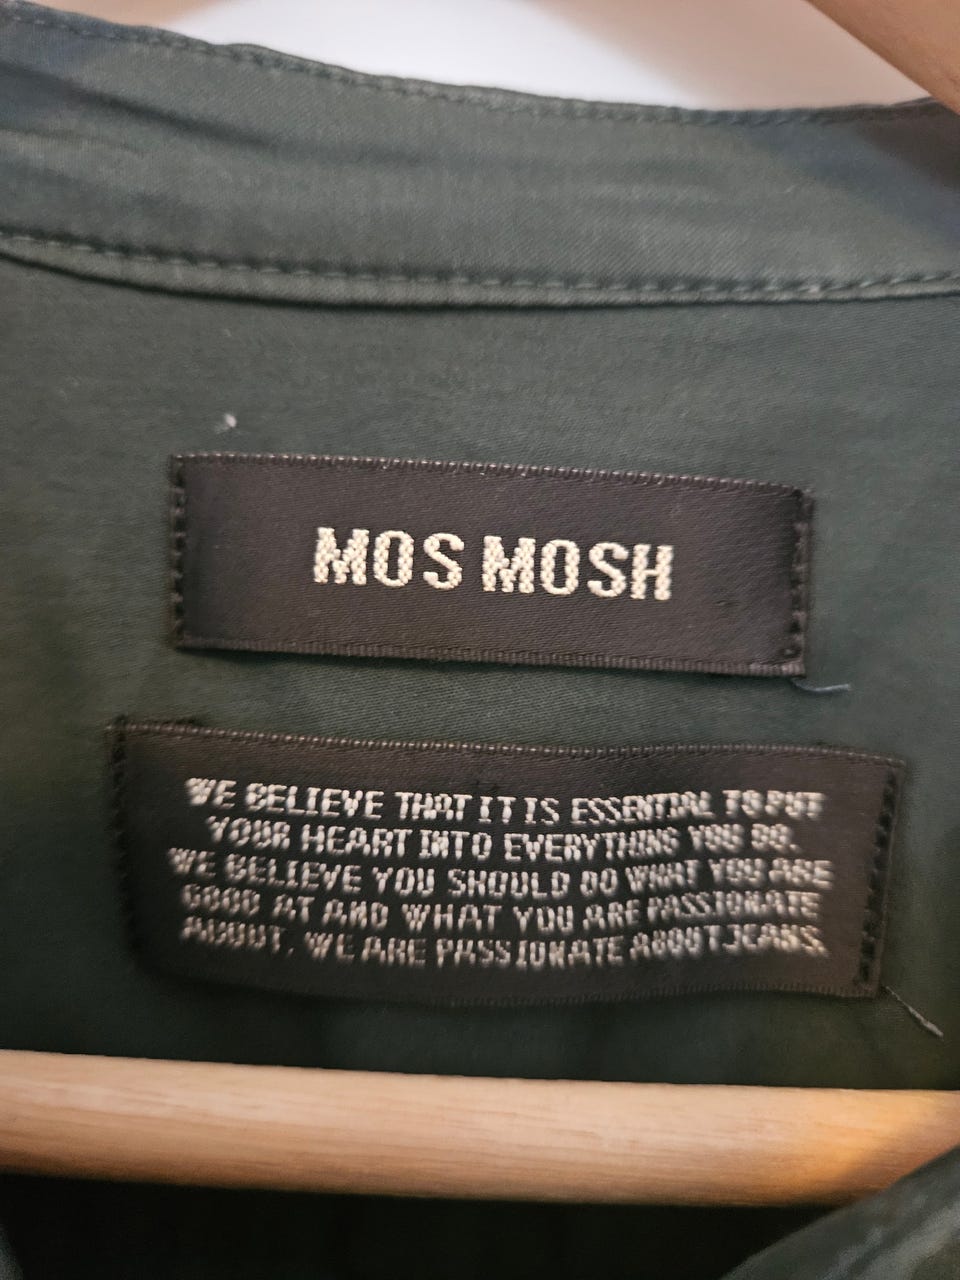 MOS MOSH
WE BELIEVE THAT IT IS ESSENTIAL TO PUT
YOUR HEART INTO EVERYTHING YOU DO.
WE BELIEVE YOU SHOULD DO WHAT YOU ARE
GOOD AT AND WHAT YOU ARE PASSIONATE
ABOUT. WE ARE PASSIONATE ABOUT JEANS.